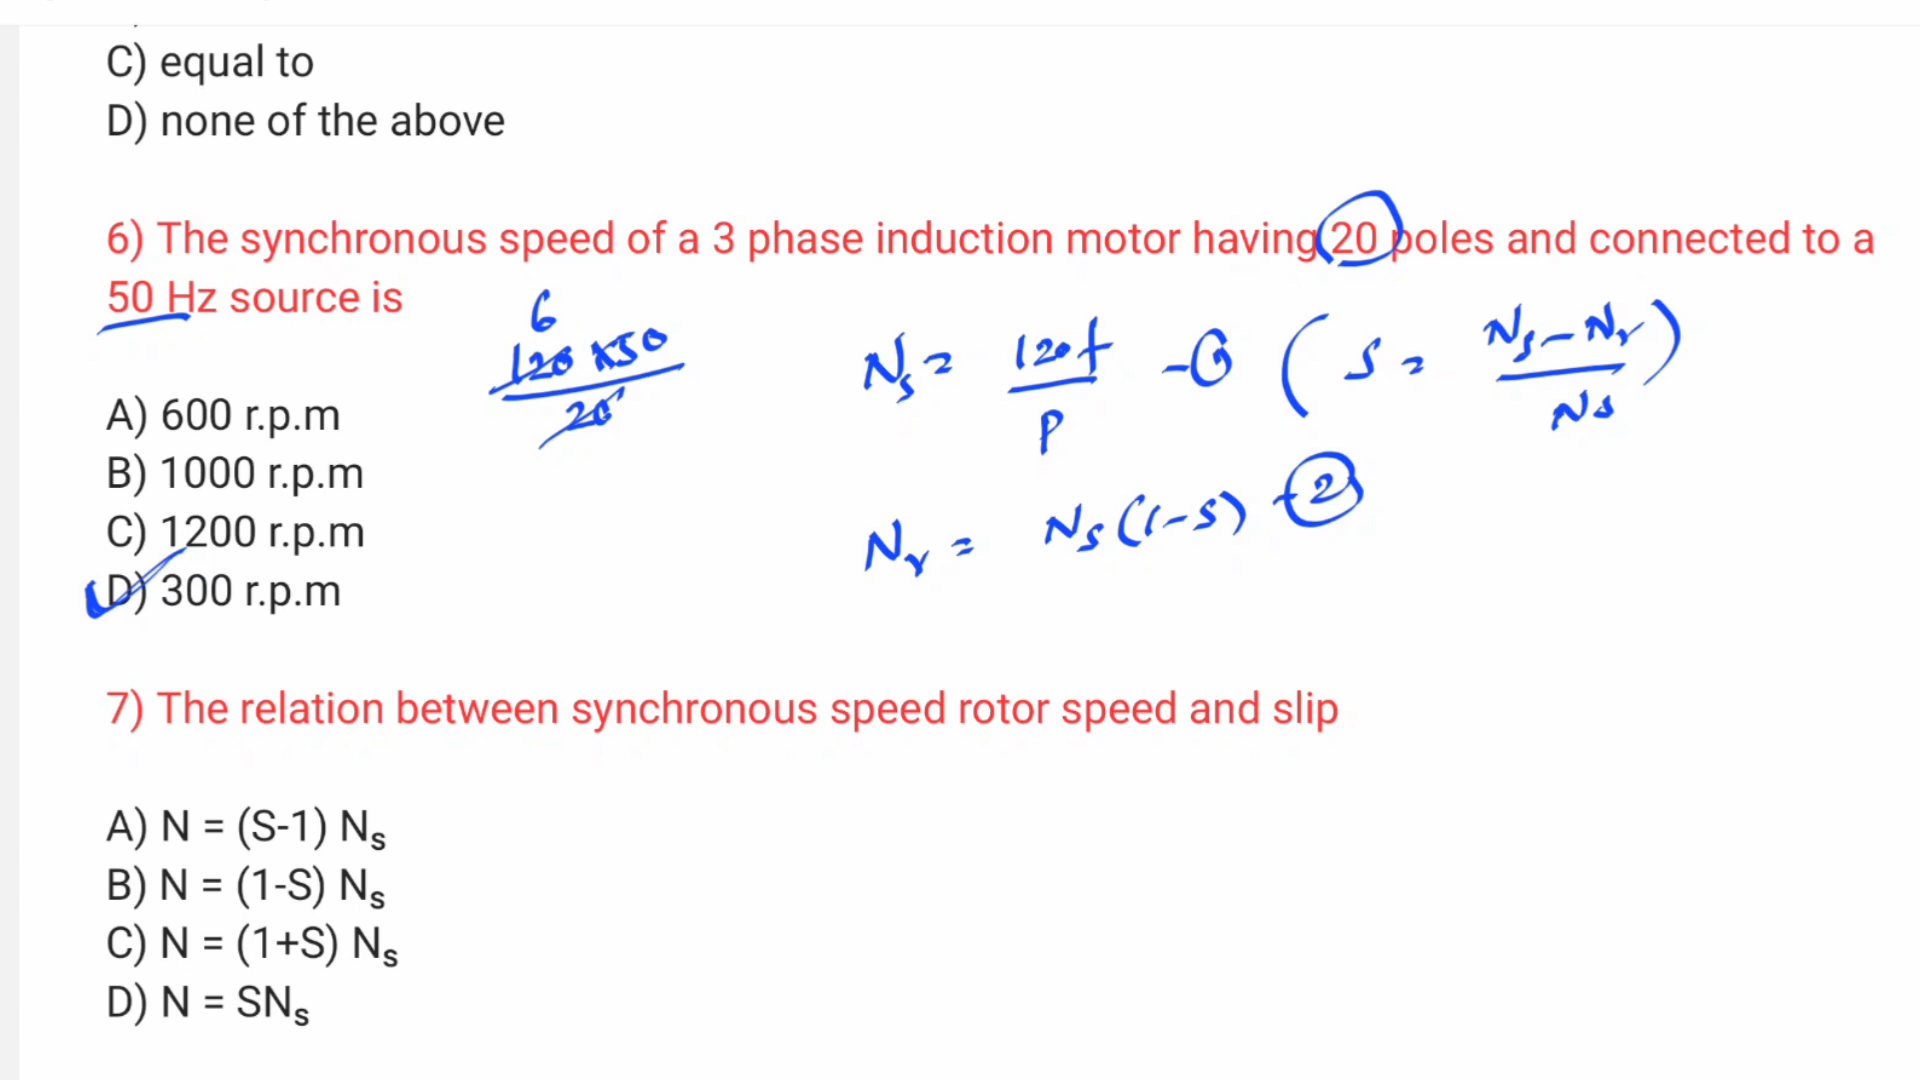 C) equal to
D) none of the above
6) The synchronous speed of a 3 phase induction motor having 20 poles and connected to a
50 Hz source is
6
120 x50
20
Ns = 120f / P -① ( S = Ns-Nr / Ns )
A) 600 r.p.m
B) 1000 r.p.m
C) 1200 r.p.m
Nr = Ns(1-S) -②
D) 300 r.p.m
7) The relation between synchronous speed rotor speed and slip
A) N = (S-1) Ns
B) N = (1-S) Ns
C) N = (1+S) Ns
D) N = SNs